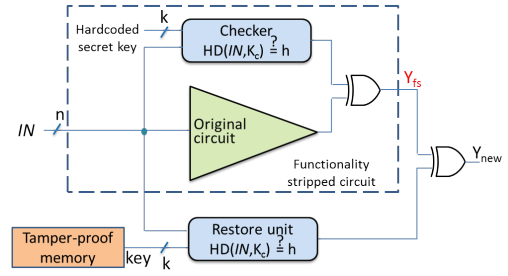 k
Hardcoded
secret key
Checker
?
HD(IN,Kc) = h
Yfs
n
IN
Original
circuit
Functionality
stripped circuit
Ynew
Tamper-proof
memory
key
k
Restore unit
?
HD(IN,Kc) = h